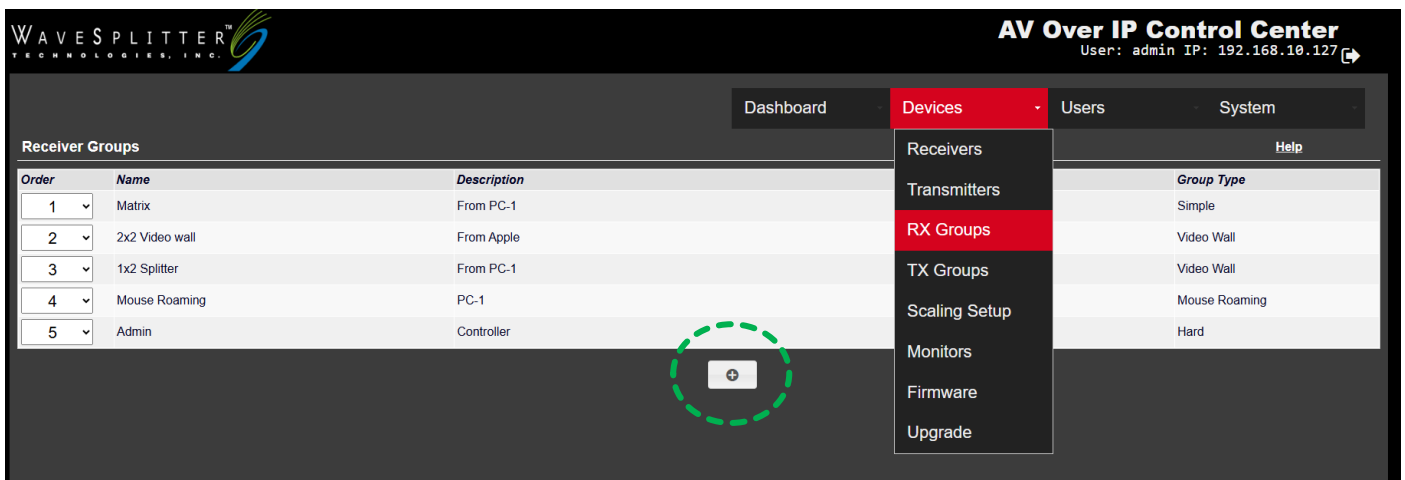 WAVESPLITTER™
TECHNOLOGIES, INC.
AV Over IP Control Center
User: admin IP: 192.168.10.127
Dashboard Devices Users System
Receiver Groups Help
Order Name Description Group Type
1 Matrix From PC-1 Simple
2 2x2 Video wall From Apple Video Wall
3 1x2 Splitter From PC-1 Video Wall
4 Mouse Roaming PC-1 Mouse Roaming
5 Admin Controller Hard
Receivers
Transmitters
RX Groups
TX Groups
Scaling Setup
Monitors
Firmware
Upgrade